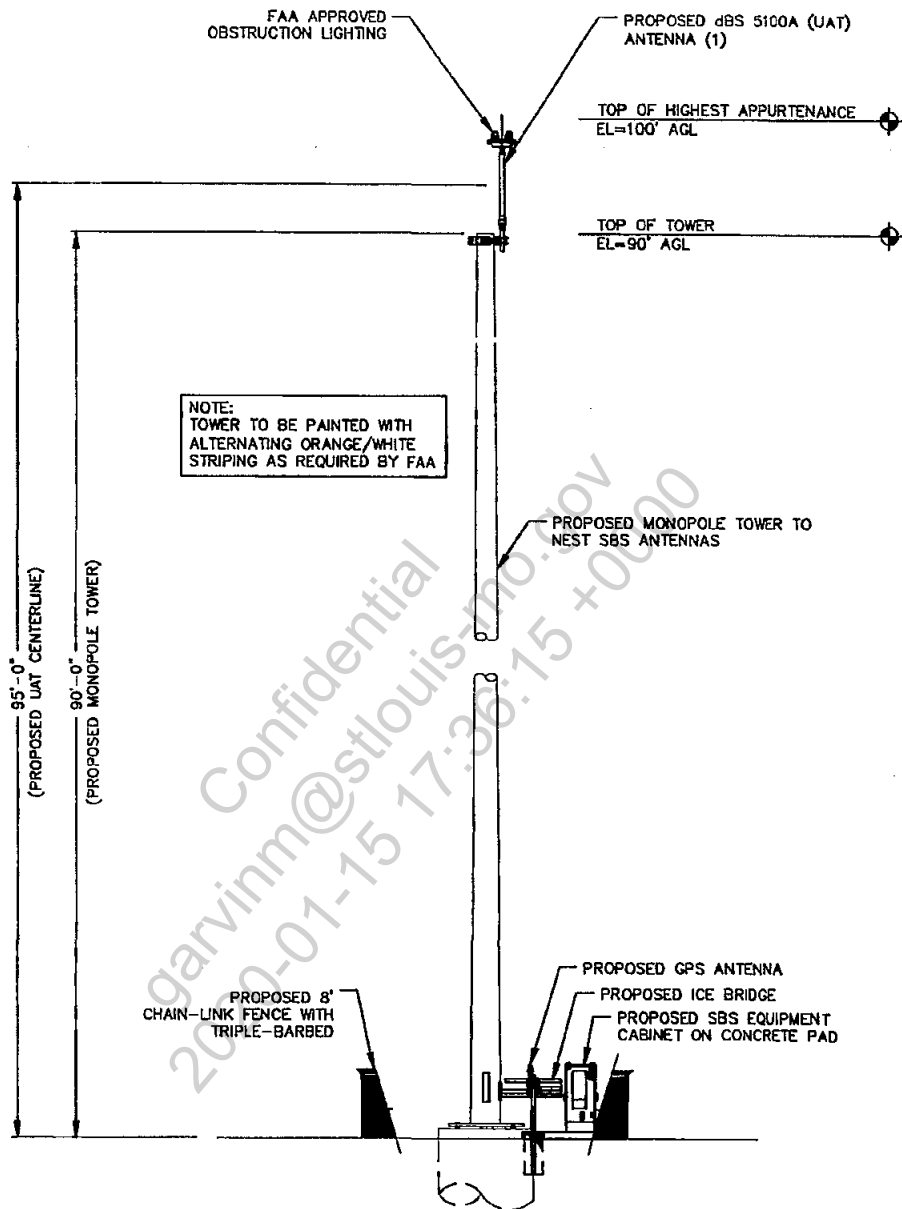 FAA APPROVED
OBSTRUCTION LIGHTING
PROPOSED dBS 5100A (UAT)
ANTENNA (1)
TOP OF HIGHEST APPURTENANCE
EL=100' AGL
TOP OF TOWER
EL=90' AGL
NOTE:
TOWER TO BE PAINTED WITH
ALTERNATING ORANGE/WHITE
STRIPING AS REQUIRED BY FAA
PROPOSED MONOPOLE TOWER TO
NEST SBS ANTENNAS
95'-0"
(PROPOSED UAT CENTERLINE)
90'-0"
(PROPOSED MONOPOLE TOWER)
Confidential
garvinm@stlouis-mo.gov
2020-01-15 17:36:15 +0000
PROPOSED GPS ANTENNA
PROPOSED ICE BRIDGE
PROPOSED SBS EQUIPMENT
CABINET ON CONCRETE PAD
PROPOSED 8'
CHAIN-LINK FENCE WITH
TRIPLE-BARBED